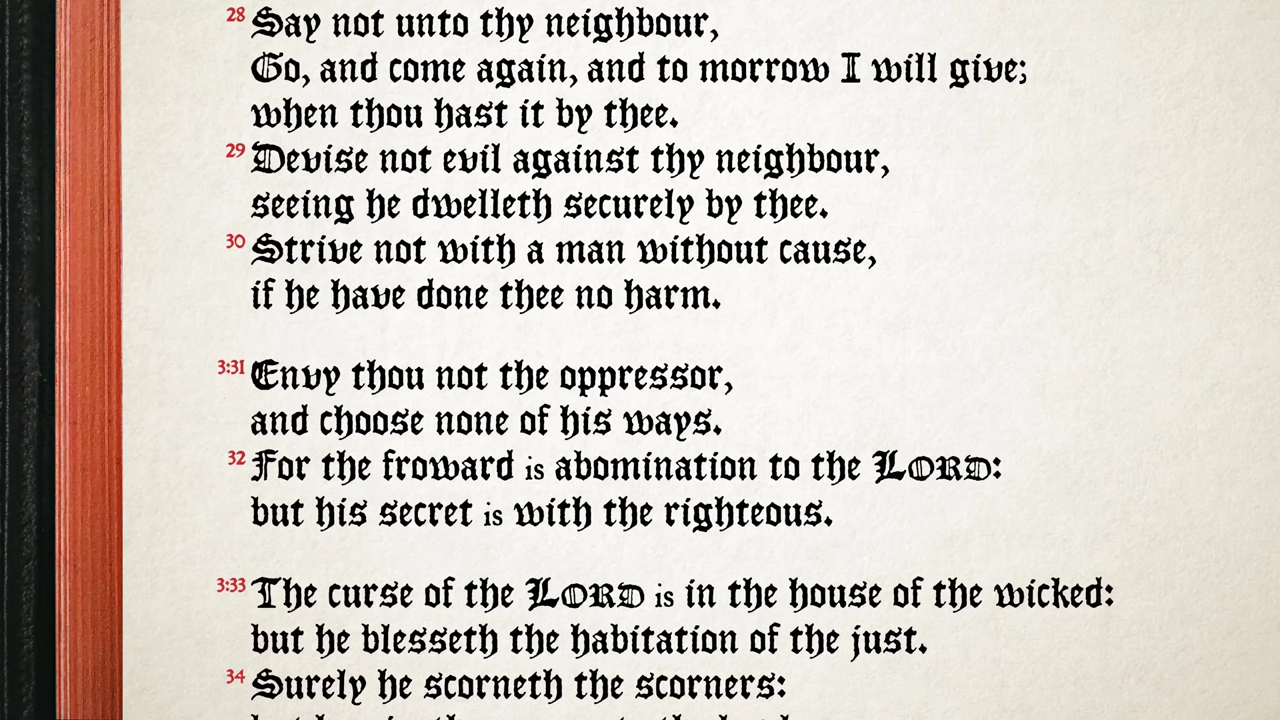 28 Say not unto thy neighbour,
Go, and come again, and to morrow I will give;
when thou hast it by thee.
29 Devise not evil against thy neighbour,
seeing he dwelleth securely by thee.
30 Strive not with a man without cause,
if he have done thee no harm.
3:31 Envy thou not the oppressor,
and choose none of his ways.
32 For the froward is abomination to the LORD:
but his secret is with the righteous.
3:33 The curse of the LORD is in the house of the wicked:
but he blesseth the habitation of the just.
34 Surely he scorneth the scorners: